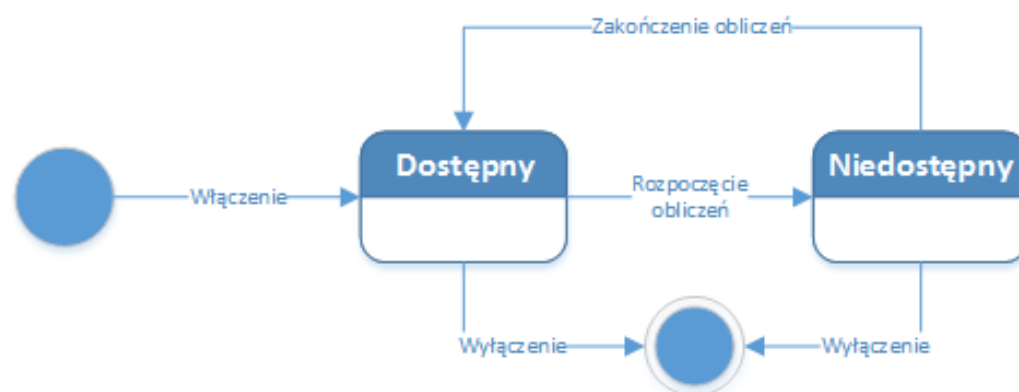 Zakończenie obliczeń
Dostępny
Niedostępny
Włączenie
Rozpoczęcie
obliczeń
Wyłączenie
Wyłączenie